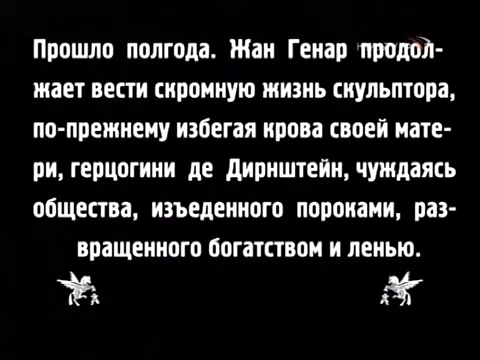 Прошло полгода. Жан Генар продол-
жает вести скромную жизнь скульптора,
по-прежнему избегая крова своей мате-
ри, герцогини де Дирнштейн, чуждаясь
общества, изъеденного пороками, раз-
вращенного богатством и ленью.